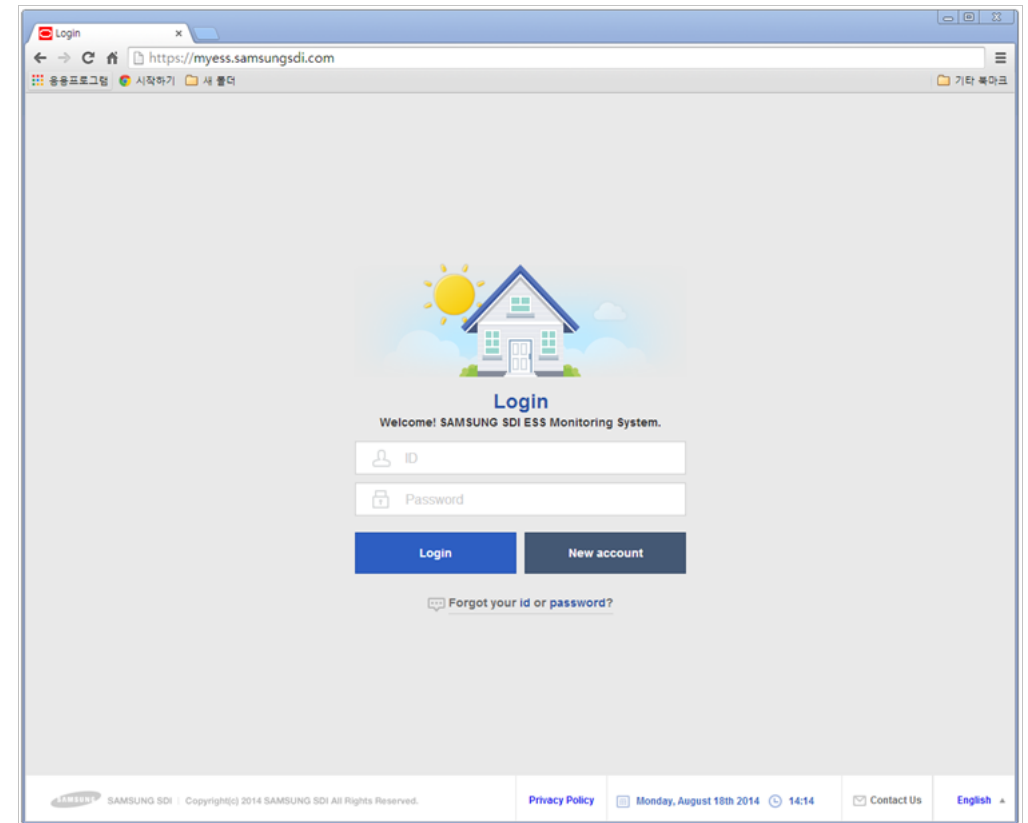 Login
https://myess.samsungsdi.com
응용프로그램 시작하기 새 폴더 기타 북마크
Login
Welcome! SAMSUNG SDI ESS Monitoring System.
ID
Password
Login New account
Forgot your id or password?
SAMSUNG SAMSUNG SDI | Copyright(c) 2014 SAMSUNG SDI All Rights Reserved. Privacy Policy Monday, August 18th 2014 14:14 Contact Us English